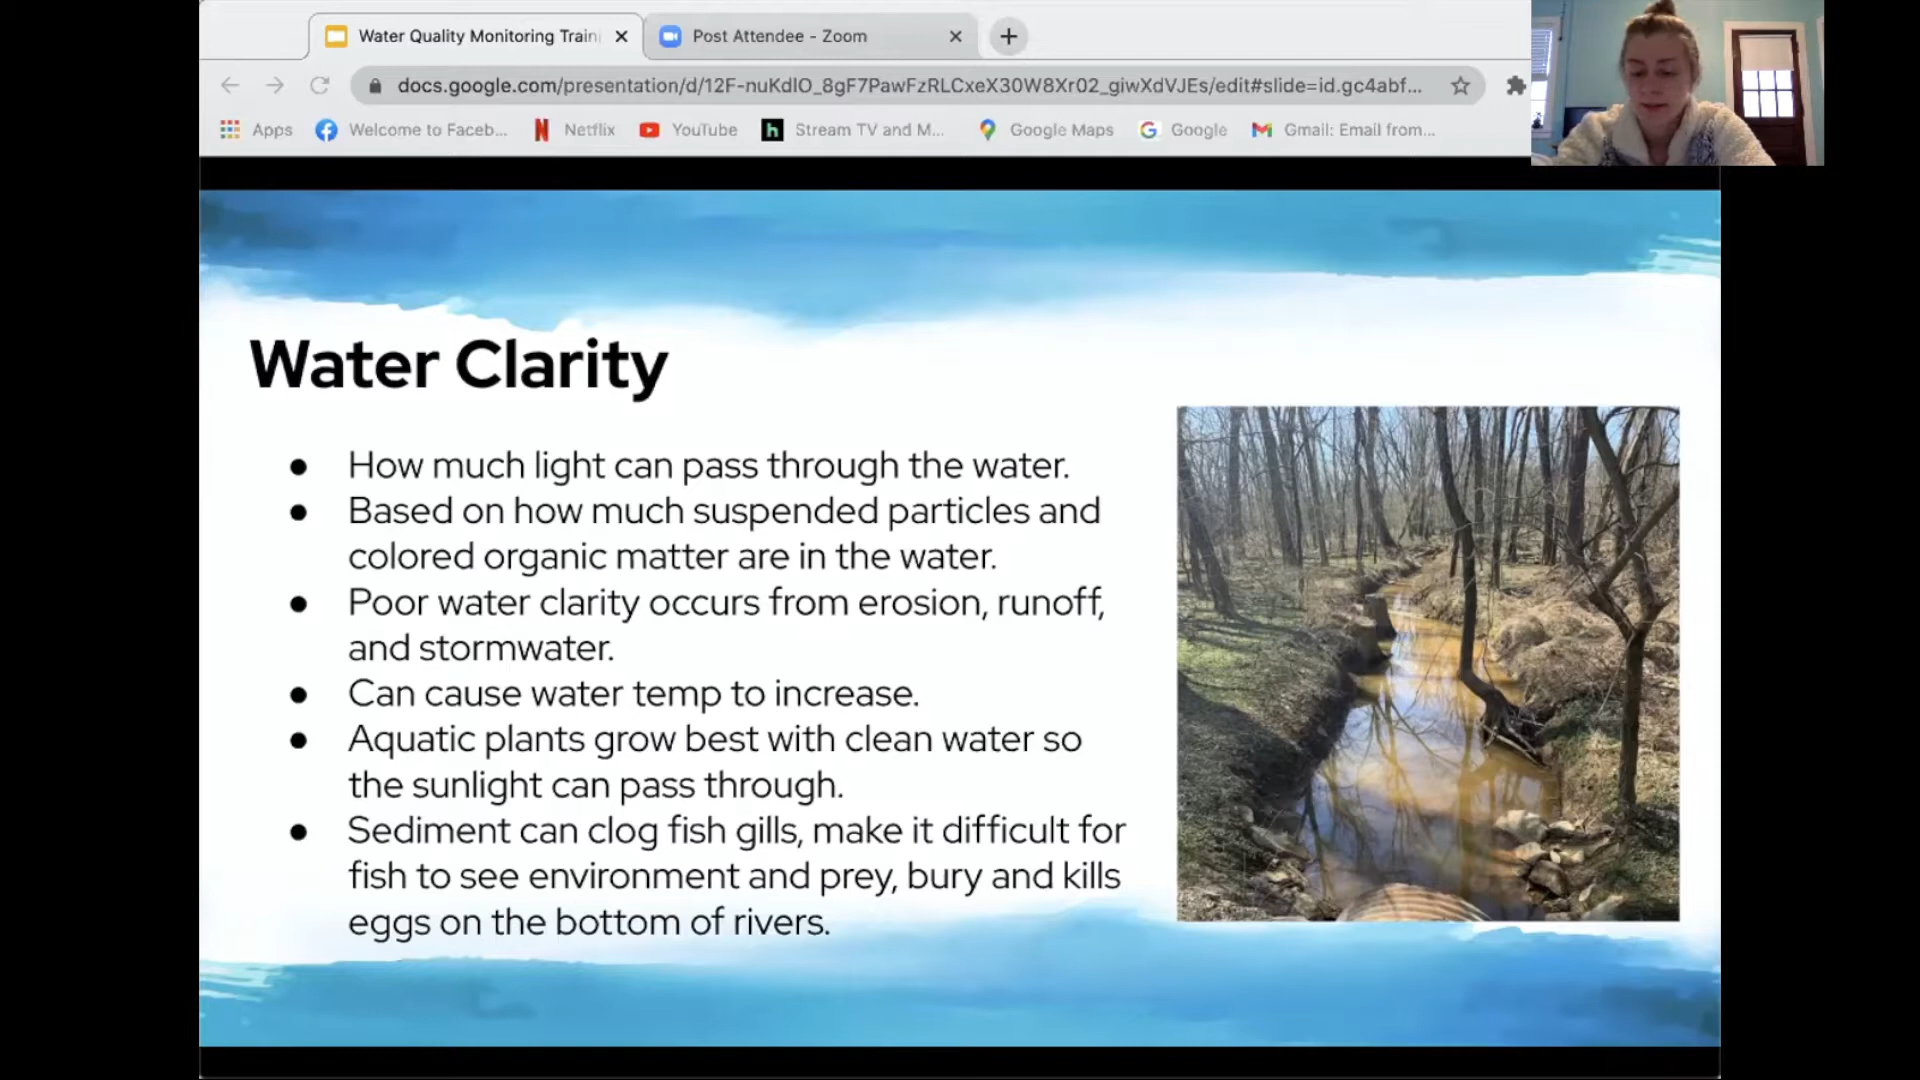 Water Quality Monitoring Train
Post Attendee - Zoom
docs.google.com/presentation/d/12F-nuKdlO_8gF7PawFzRLCxeX30W8Xr02_giwXdVJEs/edit#slide=id.gc4abf...
Apps
Welcome to Faceb...
Netflix
YouTube
Stream TV and M...
Google Maps
Google
Gmail: Email from...
Water Clarity
● How much light can pass through the water.
● Based on how much suspended particles and
colored organic matter are in the water.
● Poor water clarity occurs from erosion, runoff,
and stormwater.
● Can cause water temp to increase.
● Aquatic plants grow best with clean water so
the sunlight can pass through.
● Sediment can clog fish gills, make it difficult for
fish to see environment and prey, bury and kills
eggs on the bottom of rivers.